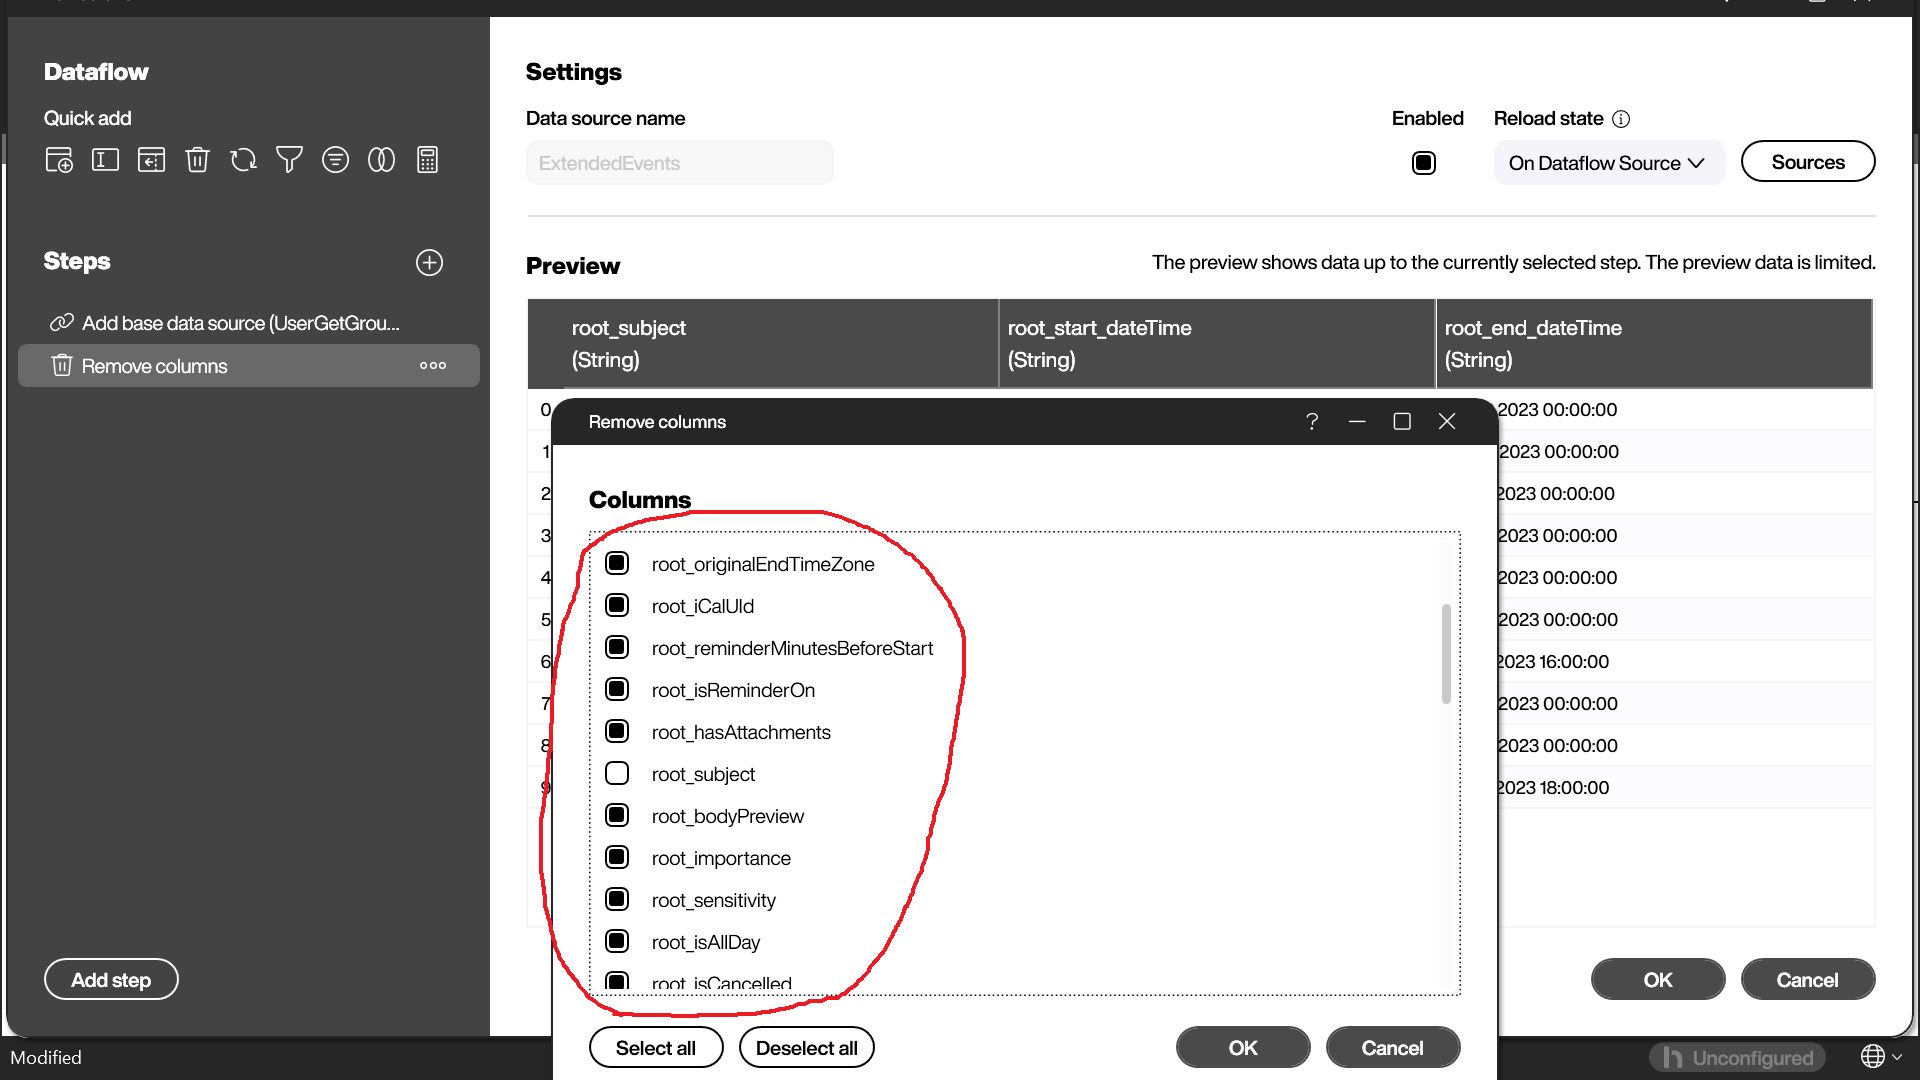 Dataflow
Quick add
Steps
Add base data source (UserGetGrou...
Remove columns
Add step
Settings
Data source name
Enabled
Reload state
ExtendedEvents
On Dataflow Source
Sources
Preview
The preview shows data up to the currently selected step. The preview data is limited.
root_subject
(String)
root_start_dateTime
(String)
root_end_dateTime
(String)
0
1
2
3
4
5
6
7
8
9
2023 00:00:00
2023 00:00:00
2023 00:00:00
2023 00:00:00
2023 00:00:00
2023 00:00:00
2023 16:00:00
2023 00:00:00
2023 00:00:00
2023 18:00:00
Remove columns
?
Columns
root_originalEndTimeZone
root_iCalUId
root_reminderMinutesBeforeStart
root_isReminderOn
root_hasAttachments
root_subject
root_bodyPreview
root_importance
root_sensitivity
root_isAllDay
root_isCancelled
Select all
Deselect all
OK
Cancel
OK
Cancel
Modified
Unconfigured